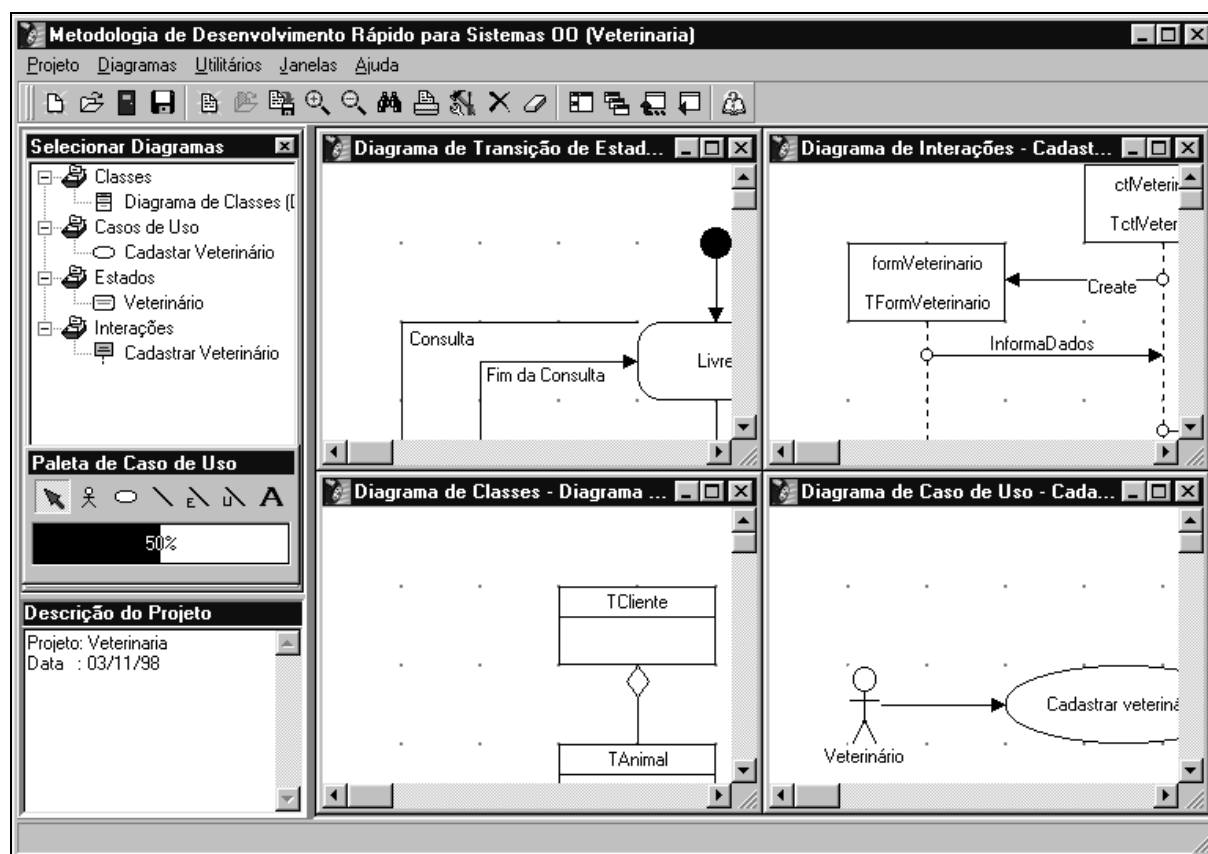 Metodologia de Desenvolvimento Rápido para Sistemas OO (Veterinaria)
Projeto Diagramas Utilitários Janelas Ajuda
Selecionar Diagramas
Classes
Diagrama de Classes (D
Casos de Uso
Cadastar Veterinário
Estados
Veterinário
Interações
Cadastrar Veterinário
Paleta de Caso de Uso
E U A
50%
Descrição do Projeto
Projeto: Veterinaria
Data : 03/11/98
Diagrama de Transição de Estad...
Consulta
Fim da Consulta
Livre
Diagrama de Interações - Cadast...
ctlVeterin
TctlVeter
formVeterinario
TFormVeterinario
Create
InformaDados
Diagrama de Classes - Diagrama ...
TCliente
TAnimal
Diagrama de Caso de Uso - Cada...
Cadastrar veteriná
Veterinário